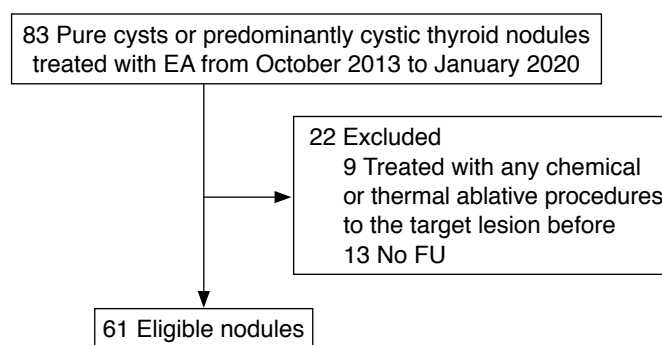 83 Pure cysts or predominantly cystic thyroid nodules
treated with EA from October 2013 to January 2020
22 Excluded
9 Treated with any chemical
or thermal ablative procedures
to the target lesion before
13 No FU
61 Eligible nodules